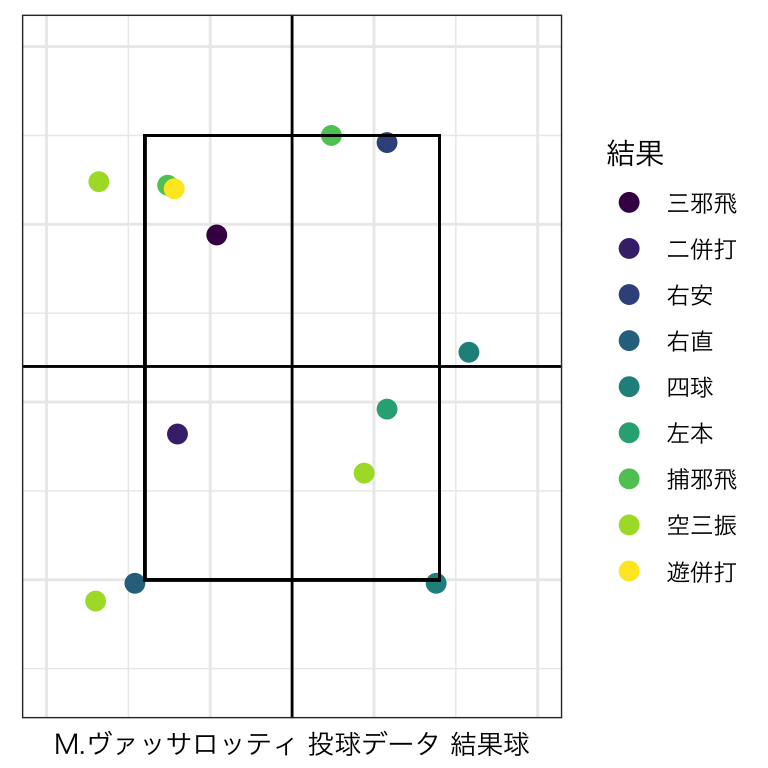 結果
三邪飛
二併打
右安
右直
四球
左本
捕邪飛
空三振
遊併打
M.ヴァッサロッティ 投球データ 結果球